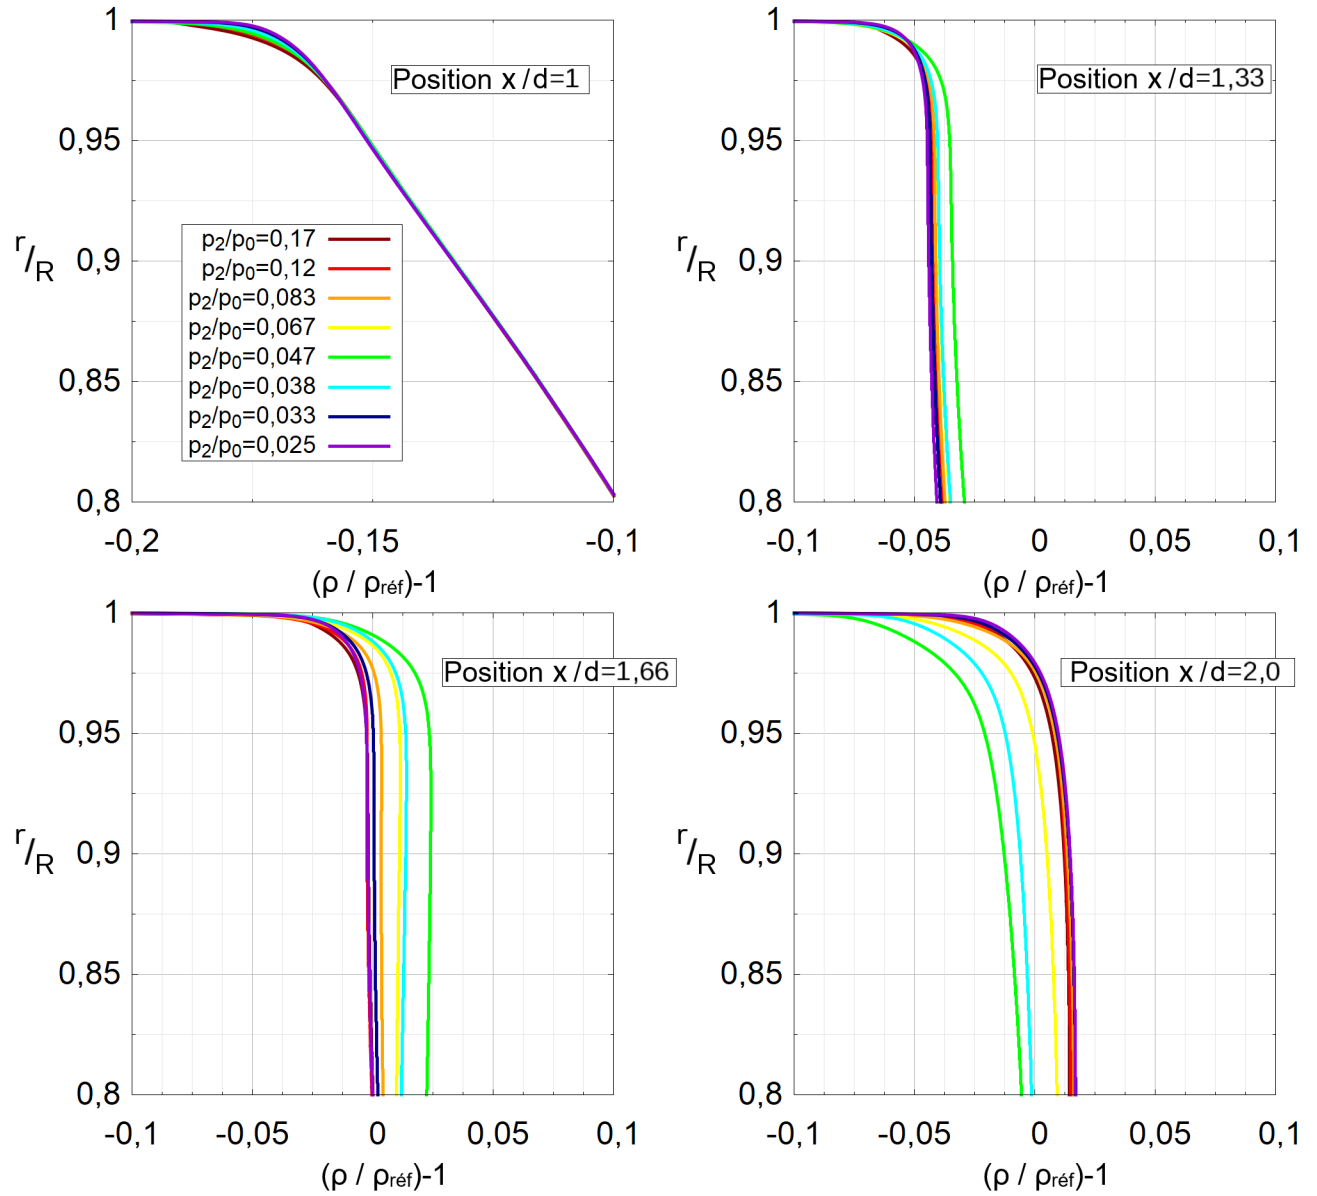 1
Position x/d=1
0,95
r/R
0,9
0,85
0,8
p2/p0=0,17
p2/p0=0,12
p2/p0=0,083
p2/p0=0,067
p2/p0=0,047
p2/p0=0,038
p2/p0=0,033
p2/p0=0,025
-0,2 -0,15 -0,1
(ρ / ρréf)-1
1
Position x/d=1,33
0,95
r/R
0,9
0,85
0,8
-0,1 -0,05 0 0,05 0,1
(ρ / ρréf)-1
1
Position x/d=1,66
0,95
r/R
0,9
0,85
0,8
-0,1 -0,05 0 0,05 0,1
(ρ / ρréf)-1
1
Position x/d=2,0
0,95
r/R
0,9
0,85
0,8
-0,1 -0,05 0 0,05 0,1
(ρ / ρréf)-1